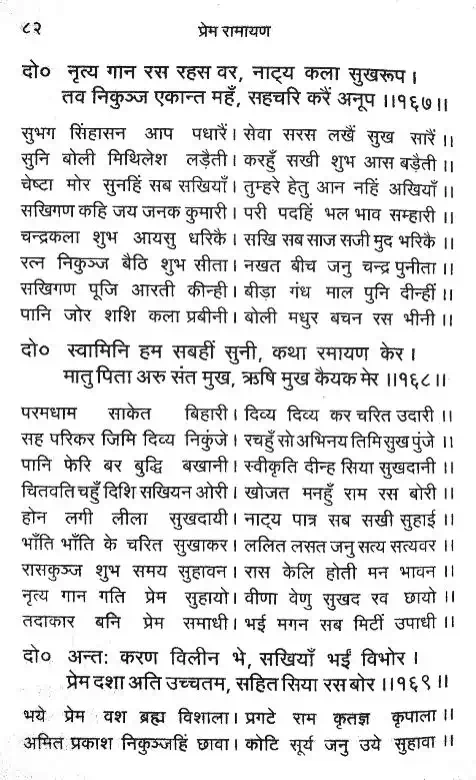 ८२
प्रेम रामायण
दो० नृत्य गान रस रहस वर, नाट्य कला सुखरूप ।
तव निकुञ्ज एकान्त महँ, सहचरि करैं अनूप ।।१६७।।
सुभग सिंहासन आप पधारैं। सेवा सरस लखैं सुख सारैं ।।
सुनि बोली मिथिलेश लड़ैती। करहुँ सखी शुभ आस बड़ैती ।।
चेष्टा मोर सुनहिं सब सखियाँ। तुम्हरे हेतु आन नहिं अखियाँ ।।
सखिगण कहि जय जनक कुमारी। परी पदहिं भल भाव सम्हारी ।।
चन्द्रकला शुभ आयसु धरिकै। सखि सब साज सजी मुद भरिकै ।।
रत्न निकुञ्ज बैठि शुभ सीता। नखत बीच जनु चन्द्र पुनीता ।।
सखिगण पूजि आरती कीन्ही। बीड़ा गंध माल पुनि दीन्हीं ।।
पानि जोर शशि कला प्रबीनी। बोली मधुर बचन रस भीनी ।।
दो० स्वामिनि हम सबहीं सुनी, कथा रमायण केर ।
मातु पिता अरु संत मुख, ऋषि मुख कैयक मेर ।।१६८।।
परमधाम साकेत बिहारी। दिव्य दिव्य कर चरित उदारी ।।
सह परिकर जिमि दिव्य निकुंजे। रचहुँ सो अभिनय तिमि सुख पुंजे ।।
पानि फेरि बर बुद्धि बखानी। स्वीकृति दीन्ह सिया सुखदानी ।।
चितवति चहुँ दिशि सखियन ओरी। खोजत मनहुँ राम रस बोरी ।।
होन लगी लीला सुखदायी। नाट्य पात्र सब सखी सुहाई ।।
भाँति भाँति के चरित सुखाकर। ललित लसत जनु सत्य सत्यवर ।।
रासकुञ्ज शुभ समय सुहावन। रास केलि होती मन भावन ।।
नृत्य गान गति प्रेम सुहायो। वीणा वेणु सुखद रव छायो ।।
तदाकार बनि प्रेम समाधी। भई मगन सब मिटीं उपाधी ।।
दो० अन्तः करण विलीन भे, सखियाँ भईं विभोर ।
प्रेम दशा अति उच्चतम, सहित सिया रस बोर ।।१६९।।
भये प्रेम वश ब्रह्म विशाला। प्रगटे राम कृतज्ञ कृपाला ।।
अमित प्रकाश निकुञ्जहिं छावा। कोटि सूर्य जनु उये सुहावा ।।